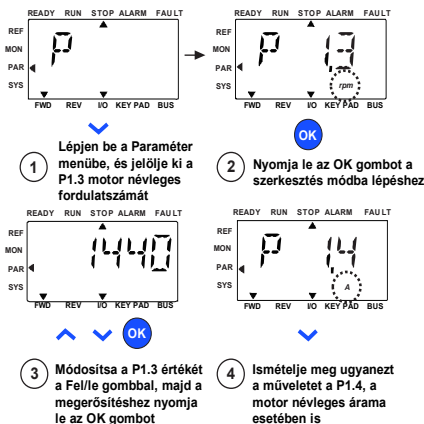 READY RUN STOP ALARM FAULT
REF
MON
PAR
SYS
P
FWD REV I/O KEYPAD BUS
READY RUN STOP ALARM FAULT
REF
MON
PAR
SYS
P 1.3
rpm
FWD REV I/O KEYPAD BUS
1 Lépjen be a Paraméter
menübe, és jelölje ki a
P1.3 motor névleges
fordulatszámát
OK
2 Nyomja le az OK gombot a
szerkesztés módba lépéshez
READY RUN STOP ALARM FAULT
REF
MON
PAR
SYS
1440
FWD REV I/O KEYPAD BUS
READY RUN STOP ALARM FAULT
REF
MON
PAR
SYS
P 1.4
A
FWD REV I/O KEYPAD BUS
OK
3 Módosítsa a P1.3 értékét
a Fel/le gombbal, majd a
megerősítéshez nyomja
le az OK gombot
4 Ismételje meg ugyanezt
a műveletet a P1.4, a
motor névleges árama
esetében is